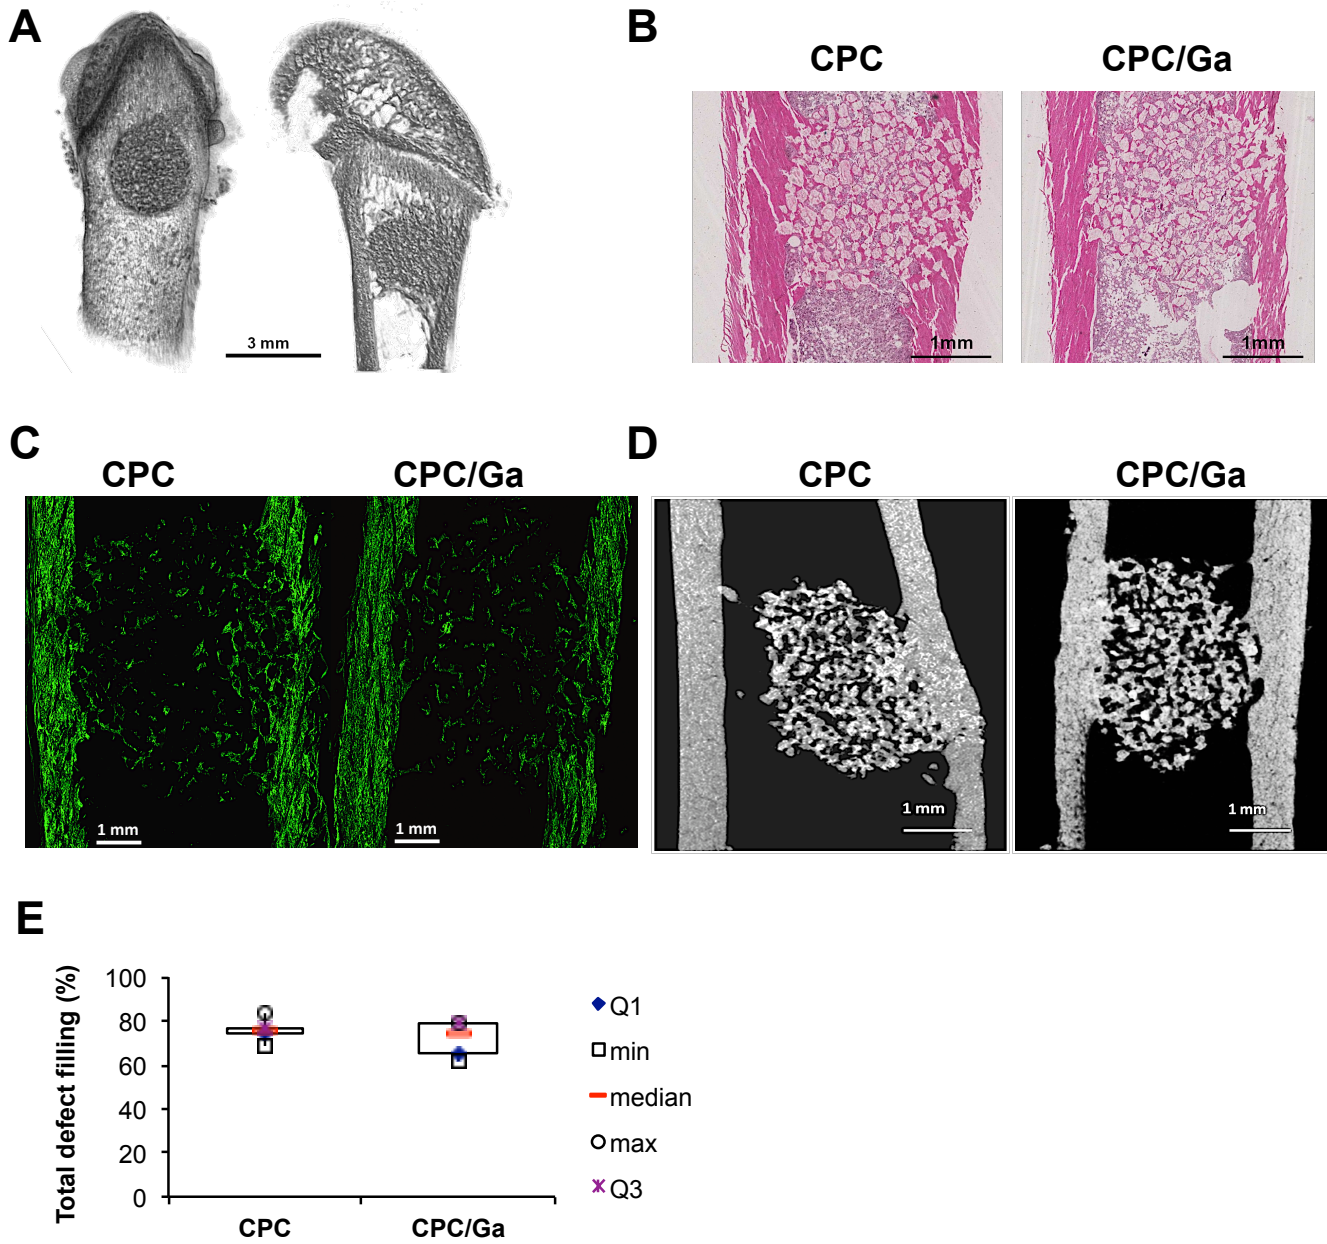 A
3 mm
B
CPC
CPC/Ga
1mm
1mm
C
CPC
CPC/Ga
1 mm
1 mm
D
CPC
CPC/Ga
1 mm
1 mm
E
Total defect filling (%)
100
80
60
40
20
0
CPC
CPC/Ga
Q1
min
median
max
Q3